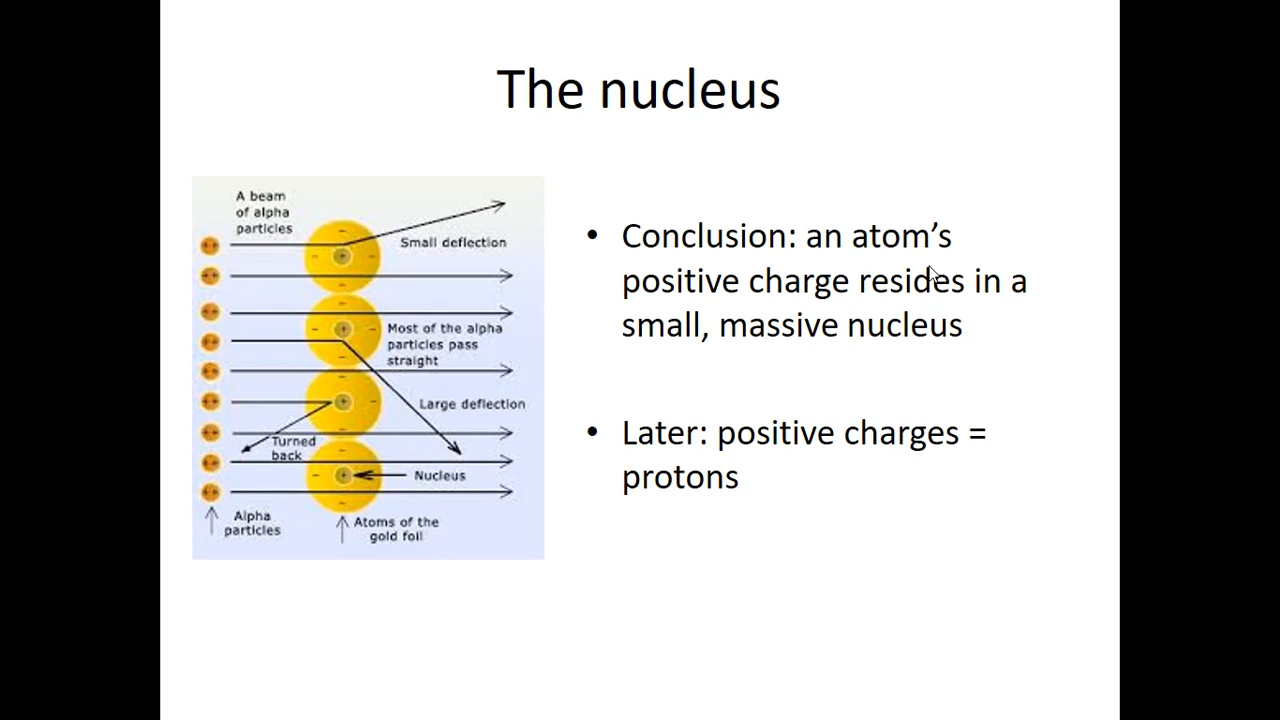 The nucleus
A beam
of alpha
particles
Small deflection
Most of the alpha
particles pass
straight
Large deflection
Turned
back
Nucleus
Alpha
particles
Atoms of the
gold foil
• Conclusion: an atom’s
positive charge resides in a
small, massive nucleus
• Later: positive charges =
protons